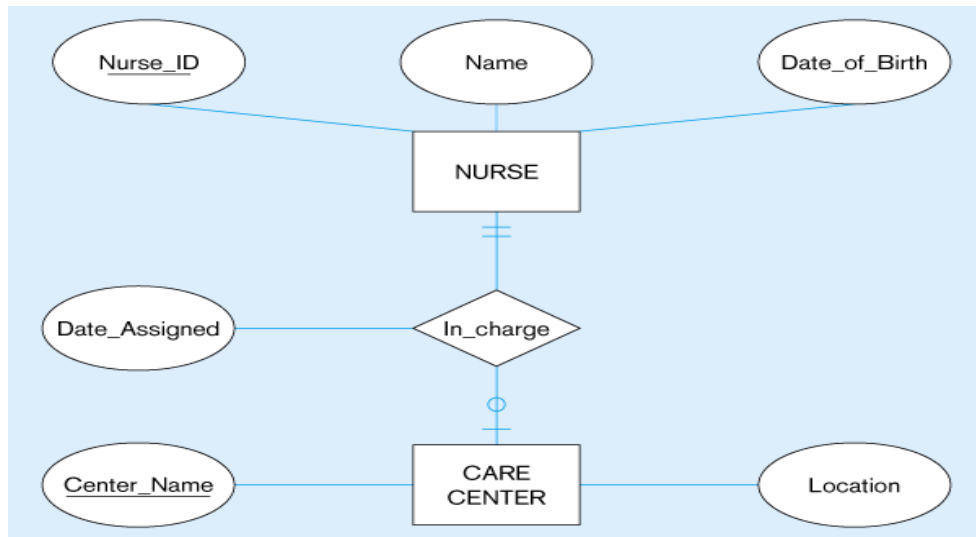 Nurse_ID
Name
Date_of_Birth
NURSE
Date_Assigned
In_charge
Center_Name
CARE
CENTER
Location